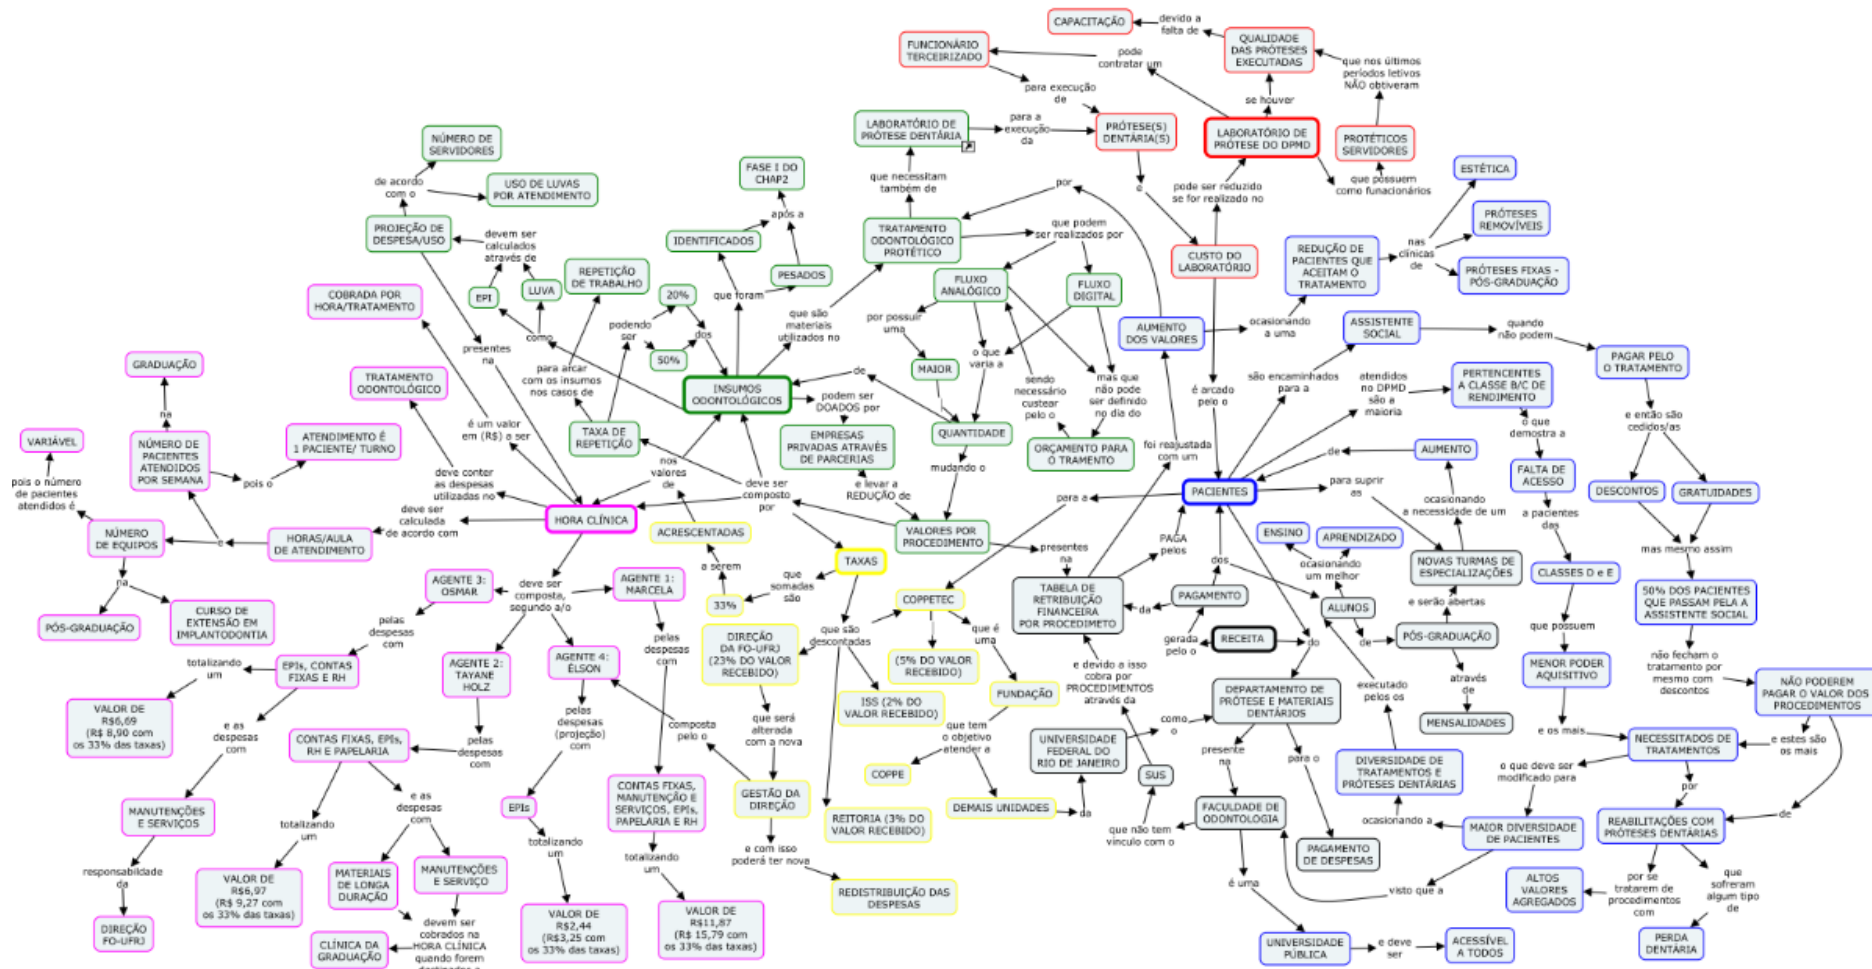 CAPACITAÇÃO
devido a
falta de
QUALIDADE
DAS PRÓTESES
EXECUTADAS
FUNCIONÁRIO
TERCEIRIZADO
pode
contratar um
que nos últimos
períodos letivos
NÃO obtiveram
para execução
de
se houver
LABORATÓRIO DE
PRÓTESE DENTÁRIA
para a
execução
da
PRÓTESE(S)
DENTÁRIA(S)
LABORATÓRIO DE
PRÓTESE DO DPMD
PROTÉTICOS
SERVIDORES
que possuem
como funacionários
NÚMERO DE
SERVIDORES
de acordo
com o
USO DE LUVAS
POR ATENDIMENTO
FASE I DO
CHAP2
que necessitam
também de
por
e
pode ser reduzido
se for realizado no
ESTÉTICA
PROJEÇÃO DE
DESPESA/USO
devem ser
calculados
através de
após a
IDENTIFICADOS
TRATAMENTO
ODONTOLÓGICO
PROTÉTICO
que podem
ser realizados por
CUSTO DO
LABORATÓRIO
REDUÇÃO DE
PACIENTES QUE
ACEITAM O
TRATAMENTO
nas
clínicas
de
PRÓTESES
REMOVÍVEIS
PRÓTESES FIXAS -
PÓS-GRADUAÇÃO
COBRADA POR
HORA/TRATAMENTO
EPI
LUVA
REPETIÇÃO
DE TRABALHO
20%
que foram
PESADOS
FLUXO
ANALÓGICO
FLUXO
DIGITAL
podendo
ser
dos
50%
que são
materiais
utilizados no
por possuir
uma
AUMENTO
DOS VALORES
ocasionando
a uma
ASSISTENTE
SOCIAL
quando
não podem
PAGAR PELO
O TRATAMENTO
como
presentes
na
GRADUAÇÃO
TRATAMENTO
ODONTOLÓGICO
para arcar
com os insumos
nos casos de
INSUMOS
ODONTOLÓGICOS
de
MAIOR
o que
varia a
sendo
necessário
custear
pelo o
mas que
não pode
ser definido
no dia do
é arcado
pelo o
são encaminhados
para a
atendidos
no DPMD
são a
maioria
PERTENCENTES
A CLASSE B/C DE
RENDIMENTO
na
VARIÁVEL
NÚMERO DE
PACIENTES
ATENDIDOS
POR SEMANA
ATENDIMENTO É
1 PACIENTE/ TURNO
é um valor
em (R$) a ser
TAXA DE
REPETIÇÃO
podem ser
DOADOS por
EMPRESAS
PRIVADAS ATRAVÉS
DE PARCERIAS
QUANTIDADE
ORÇAMENTO PARA
Ó TRAMENTO
foi reajustada
com um
de
AUMENTO
o que
demostra a
e então são
cedidos/as
FALTA DE
ACESSO
pois o número
de pacientes
atendidos é
pois o
deve conter
as despesas
utilizadas no
nos
valores
de
deve ser
composto
por
e levar a
REDUÇÃO de
mudando o
para a
PACIENTES
para suprir
as
ocasionando
a necessidade de um
DESCONTOS
GRATUIDADES
a pacientes
das
deve ser
calculada
de acordo com
HORA CLÍNICA
ACRESCENTADAS
VALORES POR
PROCEDIMENTO
presentes
na
PAGA
pelos
ENSINO
APRENDIZADO
NÚMERO
DE EQUIPOS
e
HORAS/AULA
DE ATENDIMENTO
TAXAS
dos
ocasionando
um melhor
NOVAS TURMAS DE
ESPECIALIZAÇÕES
CLASSES D e E
mas mesmo assim
AGENTE 3:
OSMAR
deve ser
composta,
segundo a/o
AGENTE 1:
MARCELA
a serem
33%
que
somadas
são
COPPETEC
TABELA DE
RETRIBUIÇÃO
FINANCEIRA
POR PROCEDIMETO
da
PAGAMENTO
ALUNOS
e serão abertas
50% DOS PACIENTES
QUE PASSAM PELA A
ASSISTENTE SOCIAL
na
PÓS-GRADUAÇÃO
CURSO DE
EXTENSÃO EM
IMPLANTODONTIA
pelas
despesas
com
AGENTE 2:
TAYANE
HOLZ
AGENTE 4:
ÉLSON
pelas
despesas
com
DIREÇÃO
DA FO-UFRJ
(23% DO VALOR
RECEBIDO)
que são
descontadas
que é
uma
(5% DO VALOR
RECEBIDO)
gerada
pelo o
RECEITA
do
de
PÓS-GRADUAÇÃO
que possuem
MENOR PODER
AQUISITIVO
não fecham o
tratamento por
mesmo com
descontos
totalizando
um
EPIs, CONTAS
FIXAS E RH
FUNDAÇÃO
e devido a isso
cobra por
PROCEDIMENTOS
através da
executado
pelos os
através
de
VALOR DE
R$6,69
(R$ 8,90 com
os 33% das taxas)
e as
despesas
com
CONTAS FIXAS, EPIs,
RH E PAPELARIA
pelas
despesas
com
pelas
despesas
(projeção)
com
composta
pelo o
que será
alterada
com a nova
ISS (2% DO
VALOR RECEBIDO)
que tem
o objetivo
atender a
UNIVERSIDADE
FEDERAL DO
RIO DE JANEIRO
como
o
DEPARTAMENTO DE
PRÓTESE E MATERIAIS
DENTÁRIOS
MENSALIDADES
e os mais
NECESSITADOS DE
TRATAMENTOS
e estes são
os mais
NÃO PODEREM
PAGAR O VALOR DOS
PROCEDIMENTOS
COPPE
DEMAIS UNIDADES
da
SUS
presente
na
para o
DIVERSIDADE DE
TRATAMENTOS E
PRÓTESES DENTÁRIAS
o que deve ser
modificado para
por
de
MANUTENÇÕES
E SERVIÇOS
totalizando
um
e as
despesas
com
EPIs
CONTAS FIXAS,
MANUTENÇÃO E
SERVIÇOS, EPIs,
PAPELARIA E RH
GESTÃO DA
DIREÇÃO
REITORIA (3% DO
VALOR RECEBIDO)
que não tem
vínculo com o
FACULDADE DE
ODONTOLOGIA
ocasionando a
MAIOR DIVERSIDADE
DE PACIENTES
REABILITAÇÕES COM
PRÓTESES DENTÁRIAS
responsabilidade
da
VALOR DE
R$6,97
(R$ 9,27 com
os 33% das taxas)
MATERIAIS
DE LONGA
DURAÇÃO
MANUTENÇÕES
E SERVIÇO
totalizando
um
totalizando
um
e com isso
poderá ter nova
REDISTRIBUIÇÃO DAS
DESPESAS
PAGAMENTO
DE DESPESAS
é uma
visto que a
ALTOS
VALORES
AGREGADOS
por se
tratarem de
procedimentos
com
que
sofreram
algum tipo
de
DIREÇÃO
FO-UFRJ
CLÍNICA DA
GRADUAÇÃO
devem ser
cobrados na
HORA CLÍNICA
quando forem
VALOR DE
R$2,44
(R$3,25 com
os 33% das taxas)
VALOR DE
R$11,87
(R$ 15,79 com
os 33% das taxas)
UNIVERSIDADE
PÚBLICA
e deve
ser
ACESSÍVEL
A TODOS
PERDA
DENTÁRIA